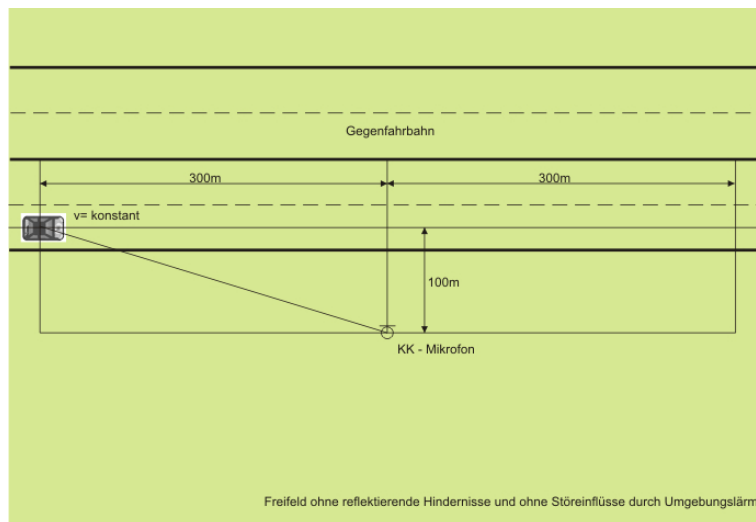 Gegenfahrbahn
300m 300m
v= konstant
100m
KK - Mikrofon
Freifeld ohne reflektierende Hindernisse und ohne Störeinflüsse durch Umgebungslärm